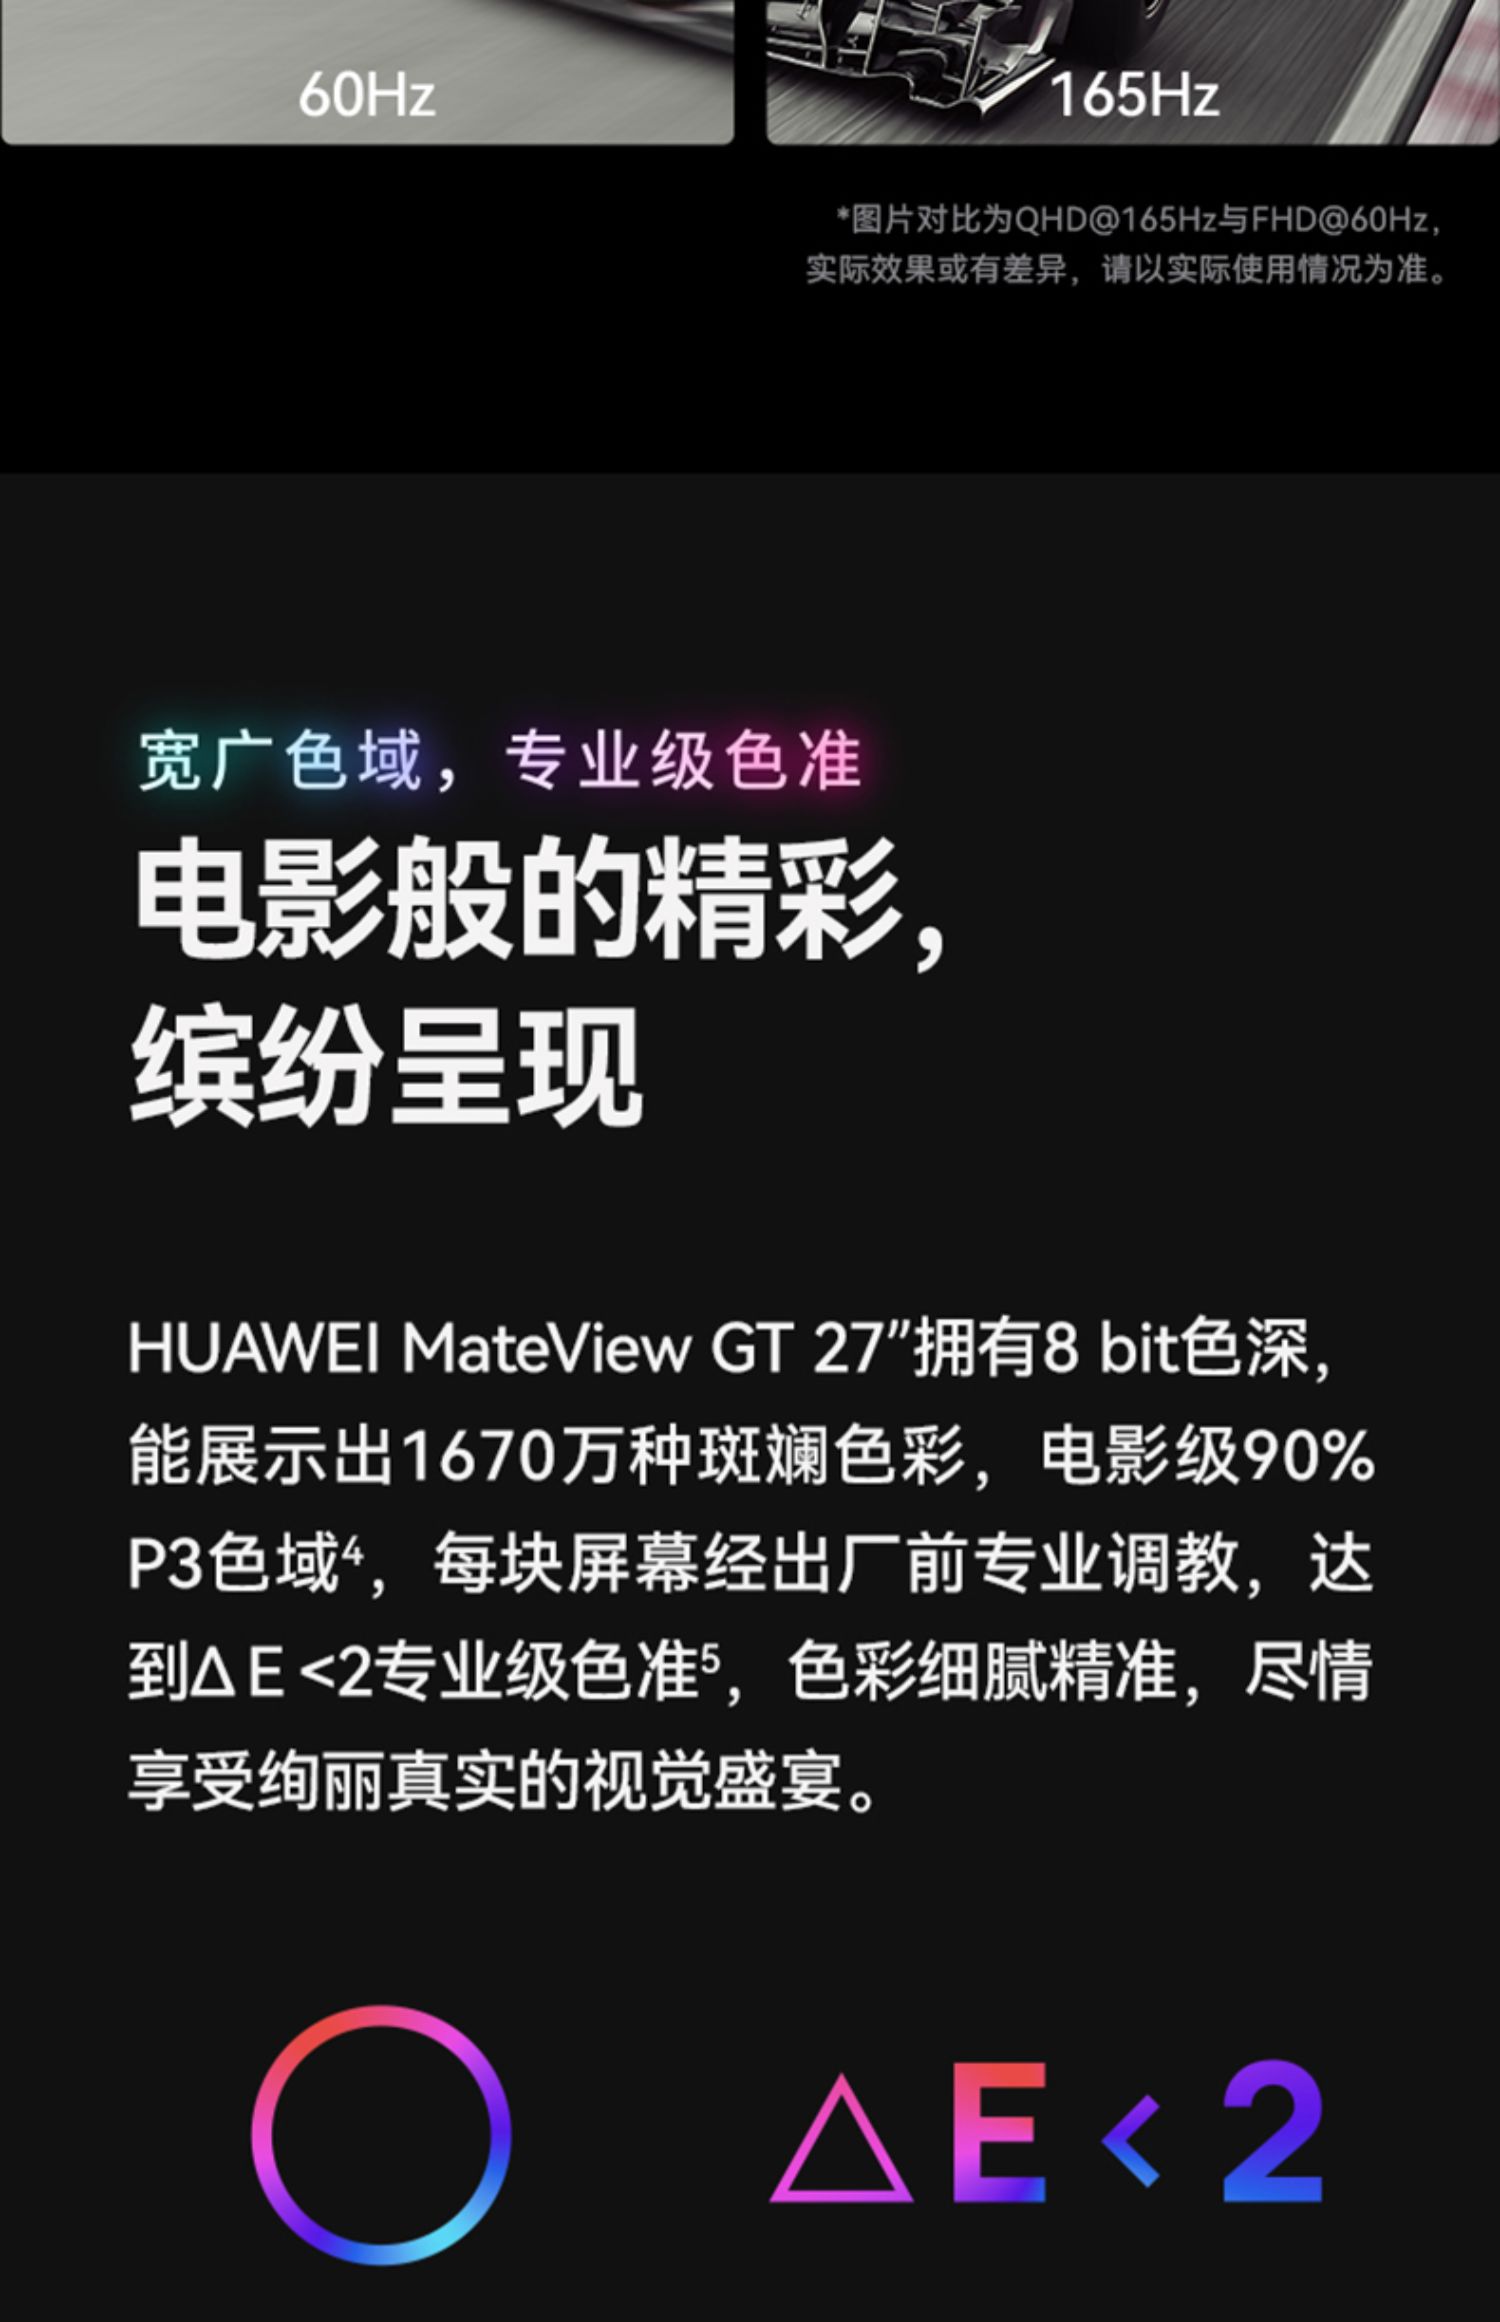 60Hz
165Hz
*图片对比为QHD@165Hz与FHD@60Hz，
实际效果或有差异，请以实际使用情况为准。
宽广色域，专业级色准
电影般的精彩，
缤纷呈现
HUAWEI MateView GT 27”拥有8 bit色深，
能展示出1670万种斑斓色彩，电影级90%
P3色域⁴，每块屏幕经出厂前专业调教，达
到Δ E <2专业级色准⁵，色彩细腻精准，尽情
享受绚丽真实的视觉盛宴。
△E<2